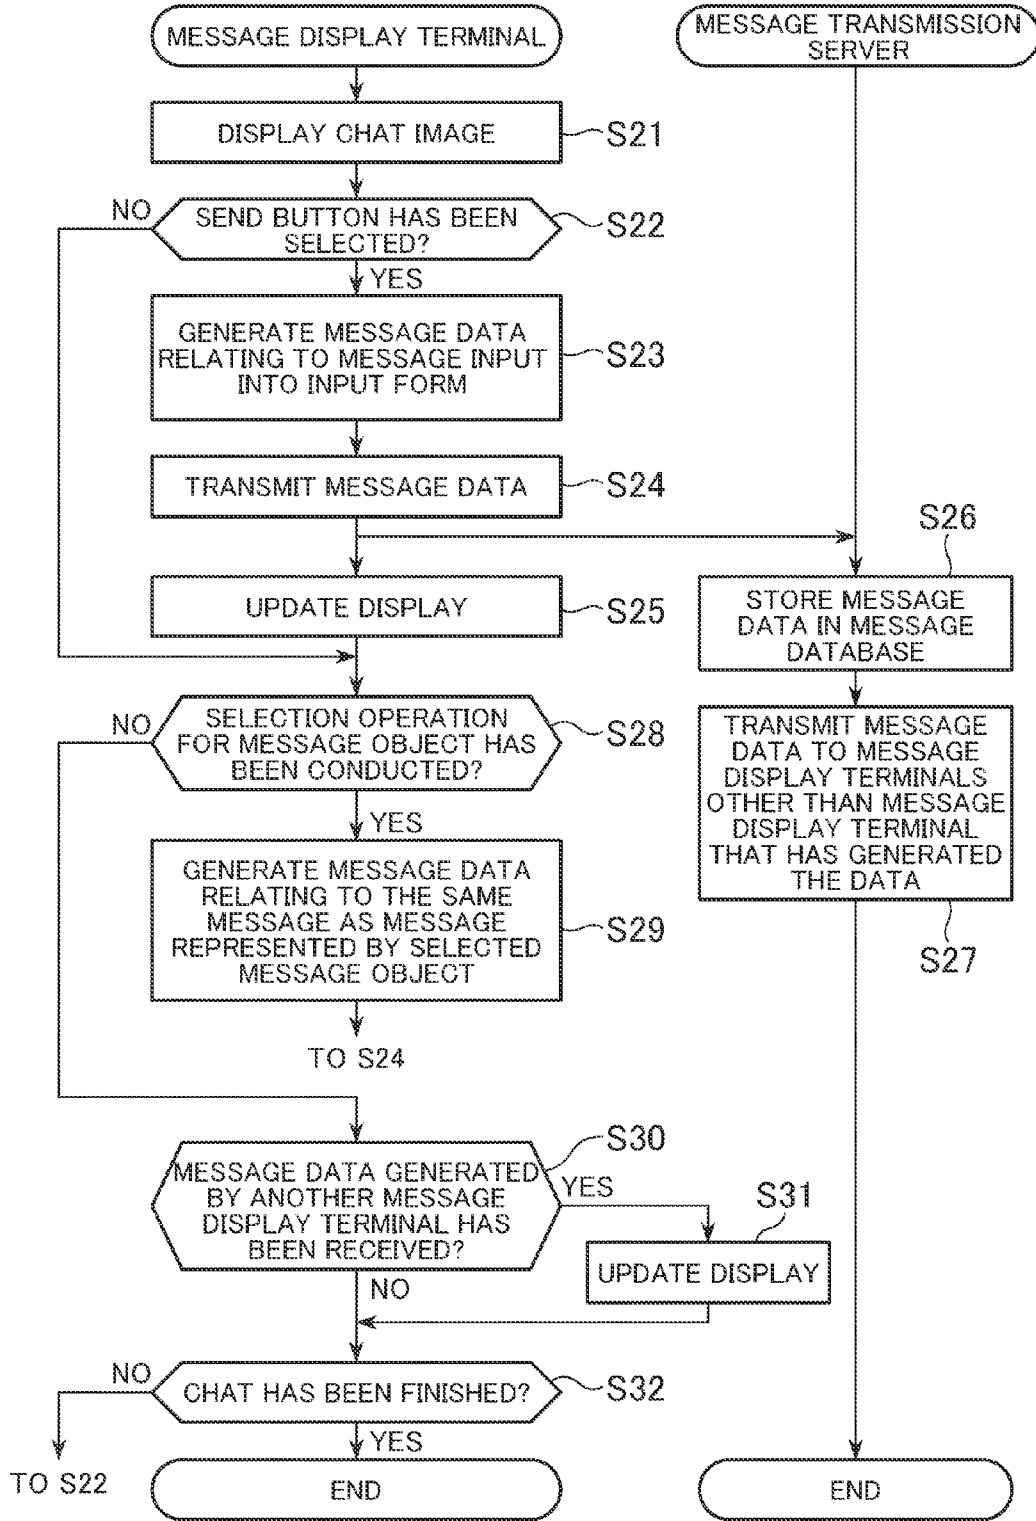 MESSAGE DISPLAY TERMINAL
MESSAGE TRANSMISSION
SERVER
DISPLAY CHAT IMAGE
S21
NO
SEND BUTTON HAS BEEN
SELECTED?
S22
YES
GENERATE MESSAGE DATA
RELATING TO MESSAGE INPUT
INTO INPUT FORM
S23
TRANSMIT MESSAGE DATA
S24
S26
UPDATE DISPLAY
S25
STORE MESSAGE
DATA IN MESSAGE
DATABASE
NO
SELECTION OPERATION
FOR MESSAGE OBJECT HAS
BEEN CONDUCTED?
S28
TRANSMIT MESSAGE
DATA TO MESSAGE
DISPLAY TERMINALS
OTHER THAN MESSAGE
DISPLAY TERMINAL
THAT HAS GENERATED
THE DATA
S27
YES
GENERATE MESSAGE DATA
RELATING TO THE SAME
MESSAGE AS MESSAGE
REPRESENTED BY SELECTED
MESSAGE OBJECT
S29
TO S24
S30
MESSAGE DATA GENERATED
BY ANOTHER MESSAGE
DISPLAY TERMINAL HAS
BEEN RECEIVED?
YES
S31
UPDATE DISPLAY
NO
NO
CHAT HAS BEEN FINISHED?
S32
YES
TO S22
END
END